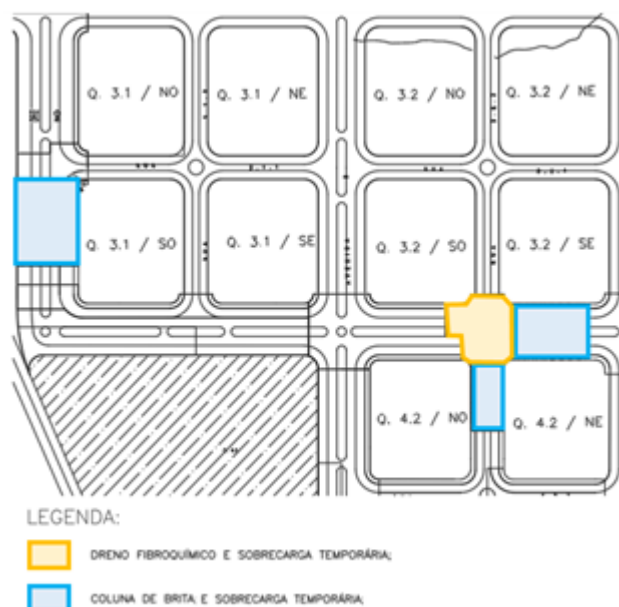 Q. 3.1 / NO
Q. 3.1 / NE
Q. 3.2 / NO
Q. 3.2 / NE
Q. 3.1 / SO
Q. 3.1 / SE
Q. 3.2 / SO
Q. 3.2 / SE
Q. 4.2 / NO
Q. 4.2 / NE
LEGENDA:
DRENO FIBROQUÍMICO E SOBRECARGA TEMPORÁRIA;
COLUNA DE BRITA E SOBRECARGA TEMPORÁRIA;